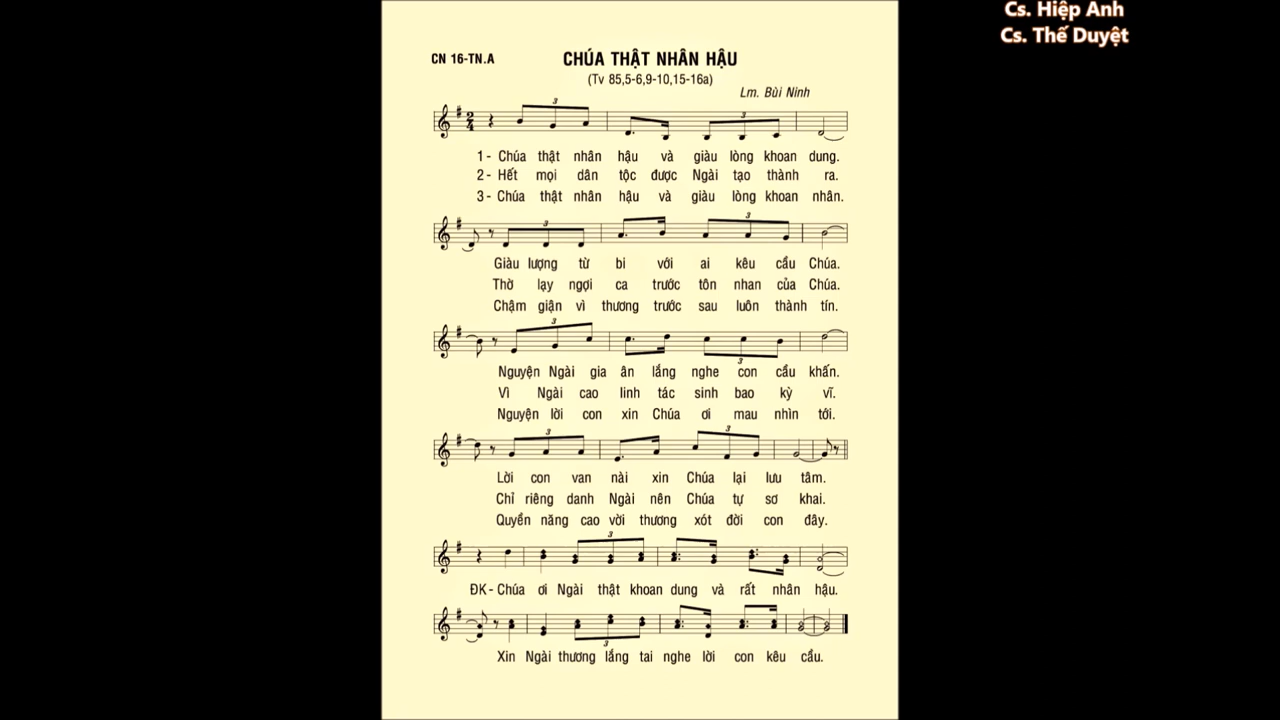 Cs. Hiệp Anh
Cs. Thế Duyệt
CN 16-TN.A
CHÚA THẬT NHÂN HẬU
(Tv 85,5-6,9-10,15-16a)
Lm. Bùi Ninh
1- Chúa thật nhân hậu và giàu lòng khoan dung.
2- Hết mọi dân tộc được Ngài tạo thành ra.
3- Chúa thật nhân hậu và giàu lòng khoan nhân.
Giàu lượng từ bi với ai kêu cầu Chúa.
Thờ lạy ngợi ca trước tôn nhan của Chúa.
Chậm giận vì thương trước sau luôn thành tín.
Nguyện Ngài gia ân lắng nghe con cầu khấn.
Vì Ngài cao linh tác sinh bao kỳ vĩ.
Nguyện lời con xin Chúa ơi mau nhìn tới.
Lời con van nài xin Chúa lại lưu tâm.
Chỉ riêng danh Ngài nên Chúa tự sơ khai.
Quyền năng cao vời thương xót đời con đây.
ĐK- Chúa ơi Ngài thật khoan dung và rất nhân hậu.
Xin Ngài thương lắng tai nghe lời con kêu cầu.